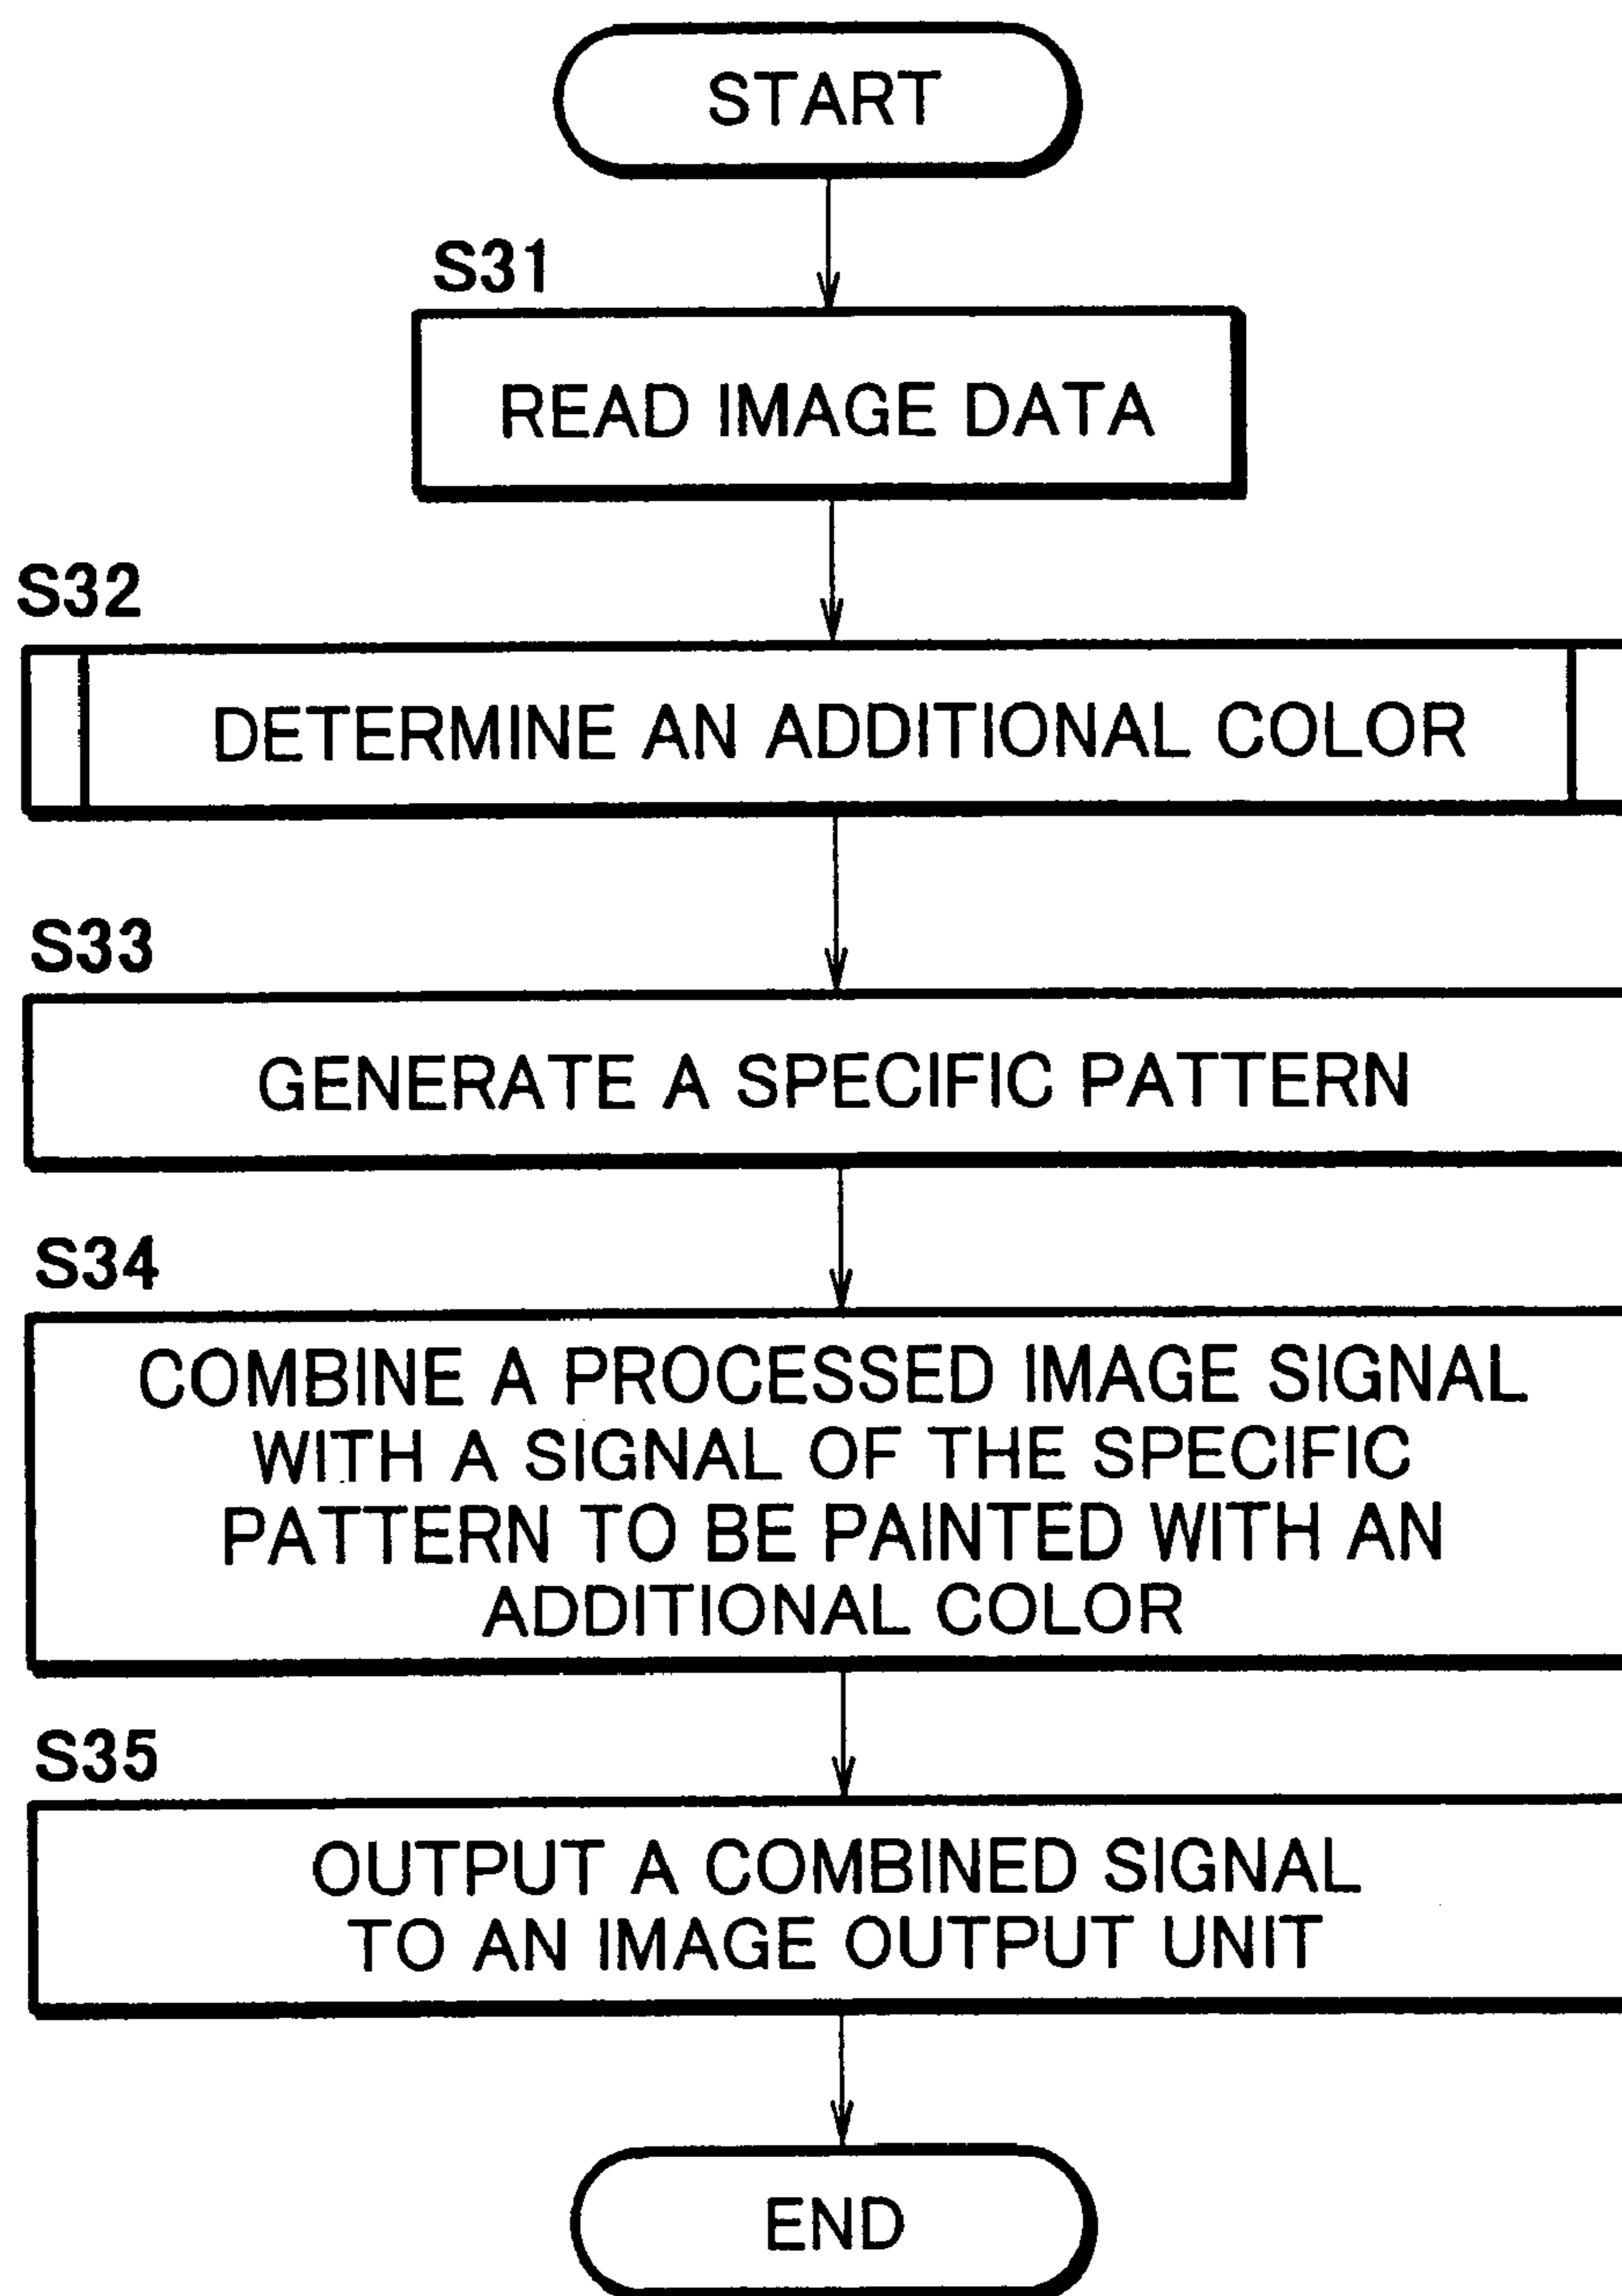 START
S31
READ IMAGE DATA
S32
DETERMINE AN ADDITIONAL COLOR
S33
GENERATE A SPECIFIC PATTERN
S34
COMBINE A PROCESSED IMAGE SIGNAL
WITH A SIGNAL OF THE SPECIFIC
PATTERN TO BE PAINTED WITH AN
ADDITIONAL COLOR
S35
OUTPUT A COMBINED SIGNAL
TO AN IMAGE OUTPUT UNIT
END